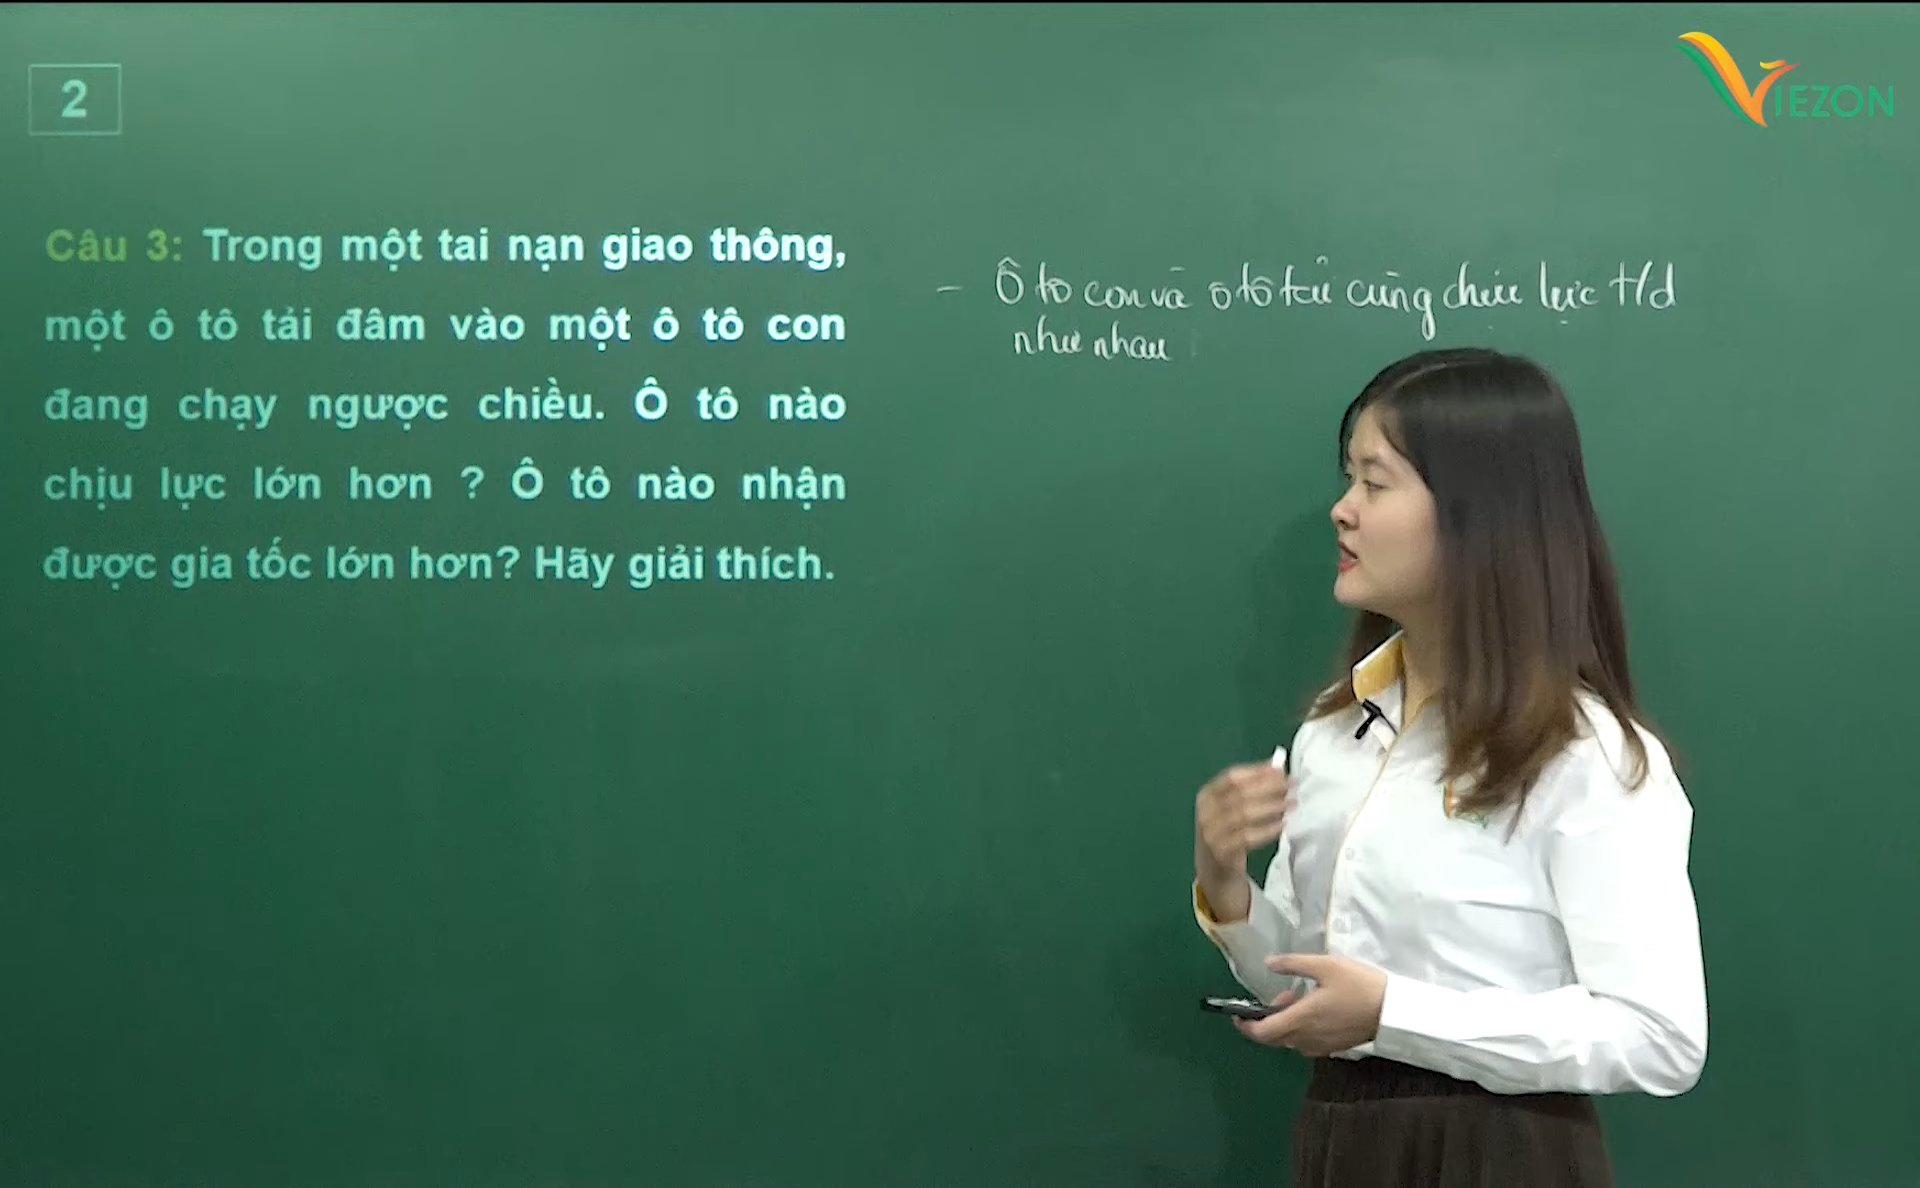 2
VIEZON
Câu 3: Trong một tai nạn giao thông,
một ô tô tải đâm vào một ô tô con
đang chạy ngược chiều. Ô tô nào
chịu lực lớn hơn ? Ô tô nào nhận
được gia tốc lớn hơn? Hãy giải thích.
- Ô tô con và ô tô tải cùng chịu lực t/d
như nhau